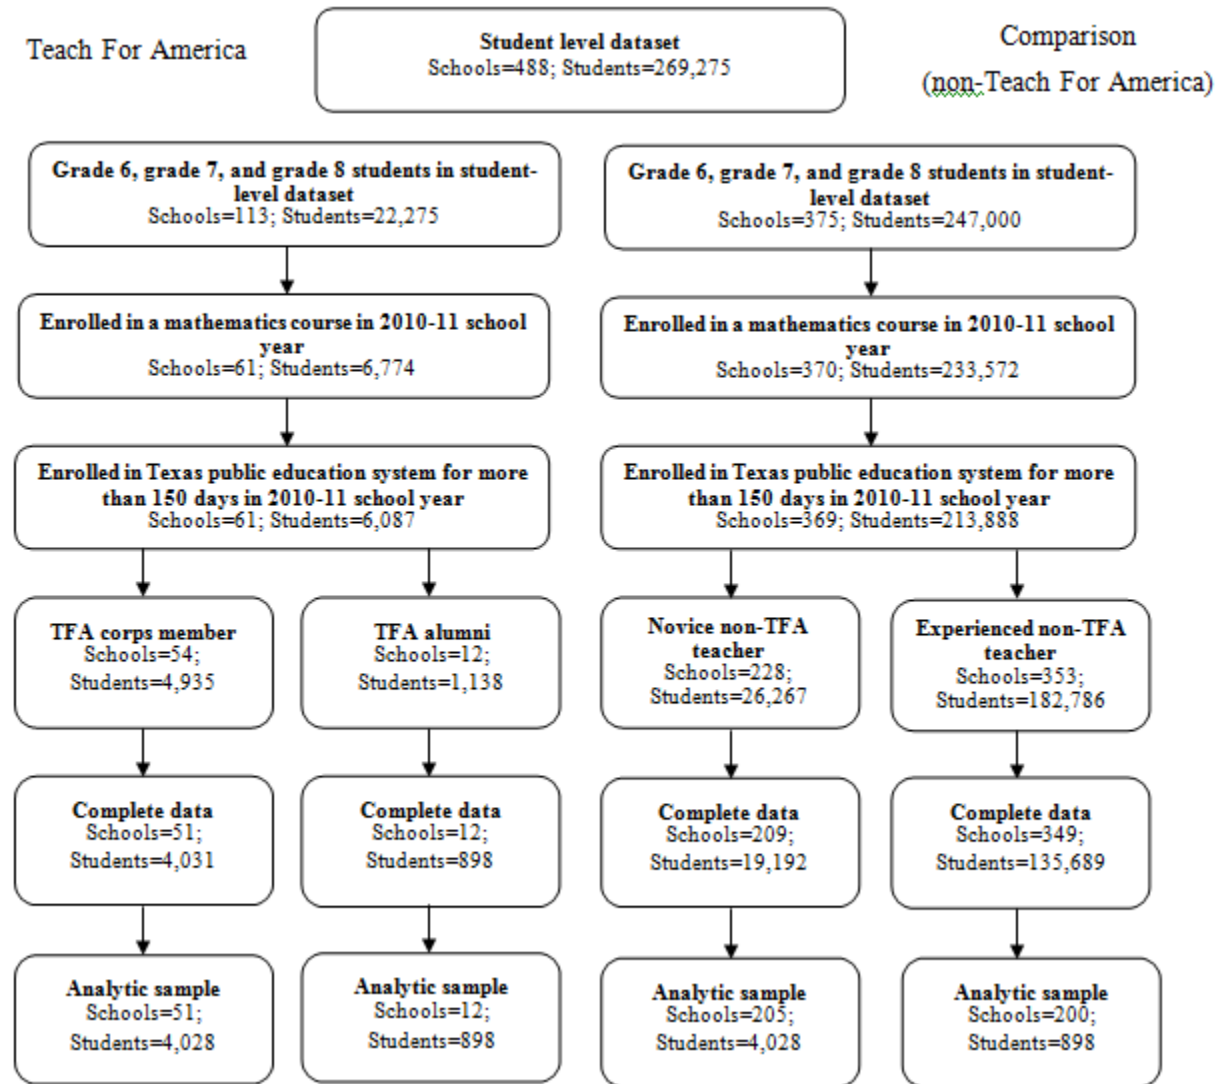 Teach For America
Student level dataset
Schools=488; Students=269,275
Comparison
(non-Teach For America)
Grade 6, grade 7, and grade 8 students in student-
level dataset
Schools=113; Students=22,275
Grade 6, grade 7, and grade 8 students in student-
level dataset
Schools=375; Students=247,000
Enrolled in a mathematics course in 2010-11 school
year
Schools=61; Students=6,774
Enrolled in a mathematics course in 2010-11 school
year
Schools=370; Students=233,572
Enrolled in Texas public education system for more
than 150 days in 2010-11 school year
Schools=61; Students=6,087
Enrolled in Texas public education system for more
than 150 days in 2010-11 school year
Schools=369; Students=213,888
TFA corps member
Schools=54;
Students=4,935
TFA alumni
Schools=12;
Students=1,138
Novice non-TFA
teacher
Schools=228;
Students=26,267
Experienced non-TFA
teacher
Schools=353;
Students=182,786
Complete data
Schools=51;
Students=4,031
Complete data
Schools=12;
Students=898
Complete data
Schools=209;
Students=19,192
Complete data
Schools=349;
Students=135,689
Analytic sample
Schools=51;
Students=4,028
Analytic sample
Schools=12;
Students=898
Analytic sample
Schools=205;
Students=4,028
Analytic sample
Schools=200;
Students=898